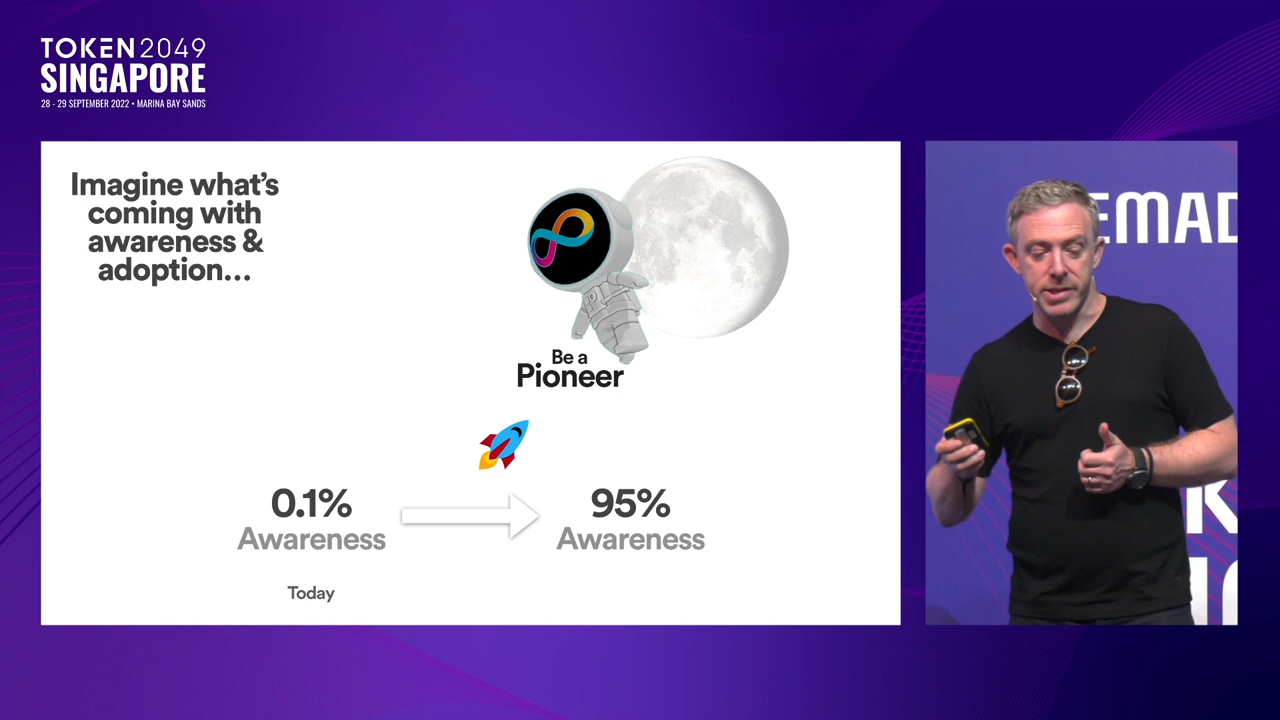 TOKEN2049
SINGAPORE
28 - 29 SEPTEMBER 2022 • MARINA BAY SANDS
Imagine what's
coming with
awareness &
adoption...
Be a
Pioneer
0.1%
Awareness
95%
Awareness
Today
EMAD